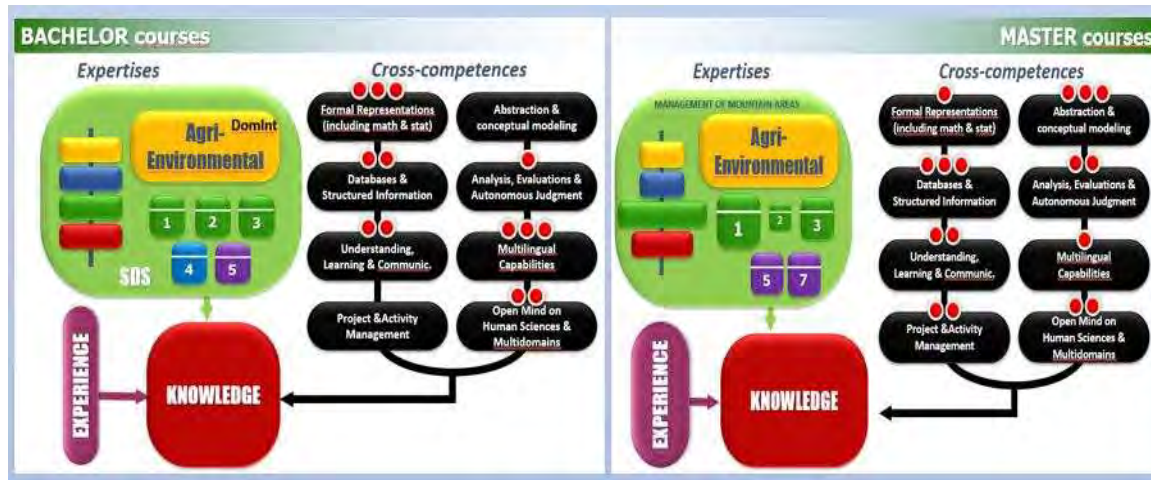 BACHELOR courses
Expertises
Cross-competences
DomInt
Agri-
Environmental
1
2
3
4
5
SDS
EXPERIENCE
KNOWLEDGE
Formal Representations
(including math & stat)
Abstraction &
conceptual modeling
Databases &
Structured Information
Analysis, Evaluations &
Autonomous Judgment
Understanding,
Learning & Communic.
Multilingual
Capabilities
Project &Activity
Management
Open Mind on
Human Sciences &
Multidomains
MASTER courses
Expertises
Cross-competences
MANAGEMENT OF MOUNTAIN AREAS
Agri-
Environmental
1
2
3
5
7
EXPERIENCE
KNOWLEDGE
Formal Representations
(including math & stat)
Abstraction &
conceptual modeling
Databases &
Structured Information
Analysis, Evaluations &
Autonomous Judgment
Understanding,
Learning & Communic.
Multilingual
Capabilities
Project &Activity
Management
Open Mind on
Human Sciences &
Multidomains